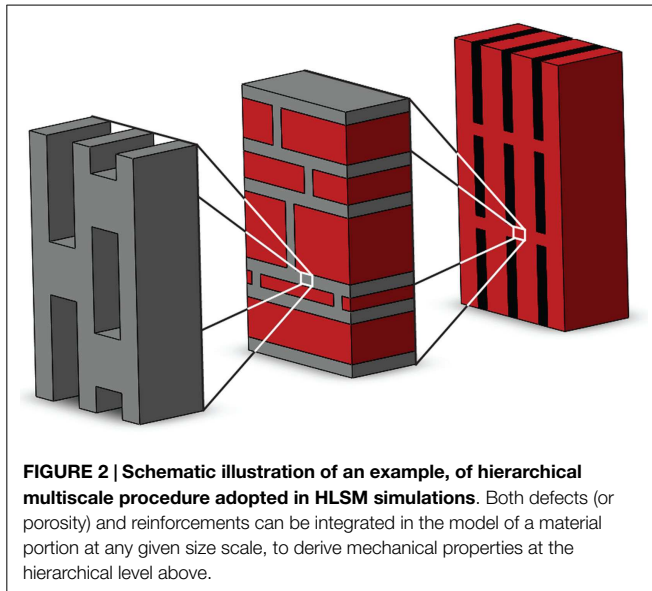 FIGURE 2 | Schematic illustration of an example, of hierarchical
multiscale procedure adopted in HLSM simulations. Both defects (or
porosity) and reinforcements can be integrated in the model of a material
portion at any given size scale, to derive mechanical properties at the
hierarchical level above.